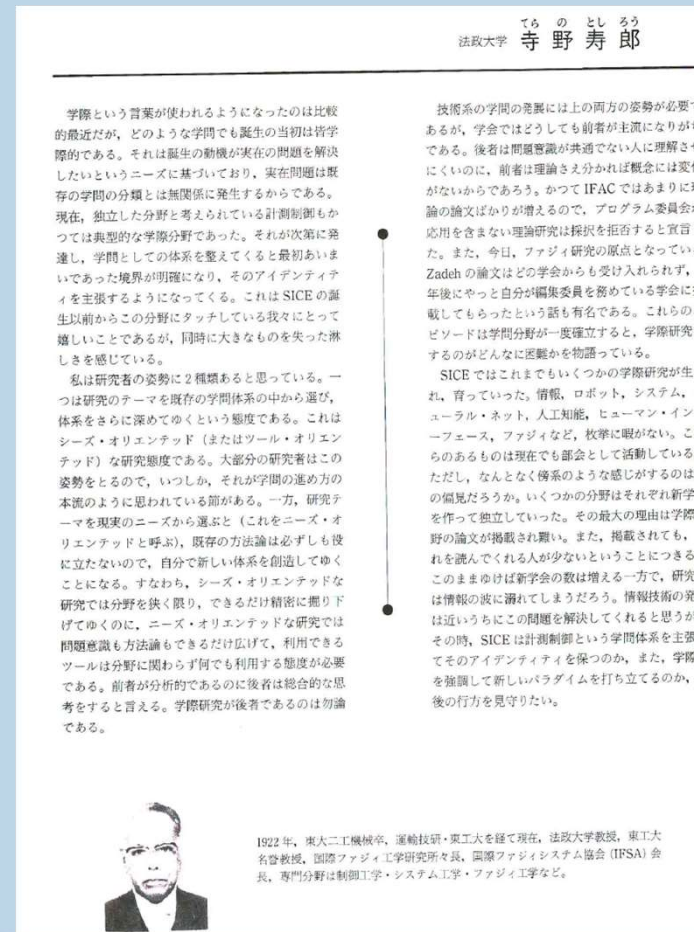 てら の とし ろう
法政大学 寺野寿郎
学際という言葉が使われるようになったのは比較
的最近だが，どのような学問でも誕生の当初は皆学
際的である。それは誕生の動機が実在の問題を解決
したいというニーズに基づいており，実在問題は既
存の学問の分類とは無関係に発生するからである。
現在，独立した分野と考えられている計測制御もか
つては典型的な学際分野であった。それが次第に発
達し，学問としての体系を整えてくると最初あいま
いであった境界が明確になり，そのアイデンティテ
ィを主張するようになってくる。これは SICE の誕
生以前からこの分野にタッチしている我々にとって
嬉しいことであるが，同時に大きなものを失った淋
しさを感じている。
私は研究者の姿勢に2種類あると思っている。一
つは研究のテーマを既存の学問体系の中から選び，
体系をさらに深めてゆくという態度である。これは
シーズ・オリエンテッド（またはツール・オリエン
テッド）な研究態度である。大部分の研究者はこの
姿勢をとるので，いつしか，それが学問の進め方の
本流のように思われている節がある。一方，研究テ
ーマを現実のニーズから選ぶと（これをニーズ・オ
リエンテッドと呼ぶ），既存の方法論は必ずしも役
に立たないので，自分で新しい体系を創造してゆく
ことになる。すなわち，シーズ・オリエンテッドな
研究では分野を狭く限り，できるだけ精密に掘り下
げてゆくのに，ニーズ・オリエンテッドな研究では
問題意識も方法論もできるだけ広げて，利用できる
ツールは分野に関わらず何でも利用する態度が必要
である。前者が分析的であるのに後者は総合的な思
考をすると言える。学際研究が後者であるのは勿論
である。
技術系の学問の発展には上の両方の姿勢が必要で
あるが，学会ではどうしても前者が主流になりがち
である。後者は問題意識が共通でない人に理解させ
にくいのに，前者は理論さえ分かれば概念には変化
がないからであろう。かつて IFAC ではあまりに理
論の論文ばかりが増えるので，プログラム委員会が
応用を含まない理論研究は採択を拒否すると宣言
た。また，今日，ファジィ研究の原点となってい
Zadeh の論文はどの学会からも受け入れられず，
年後にやっと自分が編集委員を務めている学会に
載してもらったという話も有名である。これらの
ピソードは学問分野が一度確立すると，学際研究
するのがどんなに困難かを物語っている。
SICE ではこれまでもいくつかの学際研究が生
れ，育っていった。情報，ロボット，システム，
ューラル・ネット，人工知能，ヒューマン・イン
ーフェース，ファジィなど，枚挙に暇がない。こ
らのあるものは現在でも部会として活動している
ただし，なんとなく傍系のような感じがするのは
の偏見だろうか。いくつかの分野はそれぞれ新学
を作って独立していった。その最大の理由は学際
野の論文が掲載され難い。また，掲載されても，
れを読んでくれる人が少ないということにつきる
このままゆけば新学会の数は増える一方で，研究
は情報の波に溺れてしまうだろう。情報技術の発
は近いうちにこの問題を解決してくれると思うが
その時，SICE は計測制御という学問体系を主張
てそのアイデンティティを保つのか，また，学際
を強調して新しいパラダイムを打ち立てるのか，
後の行方を見守りたい。
1922 年，東大二工機械卒，運輸技研・東工大を経て現在，法政大学教授，東工大
名誉教授，国際ファジィ工学研究所々長，国際ファジィシステム協会 (IFSA) 会
長，専門分野は制御工学・システム工学・ファジィ工学など。